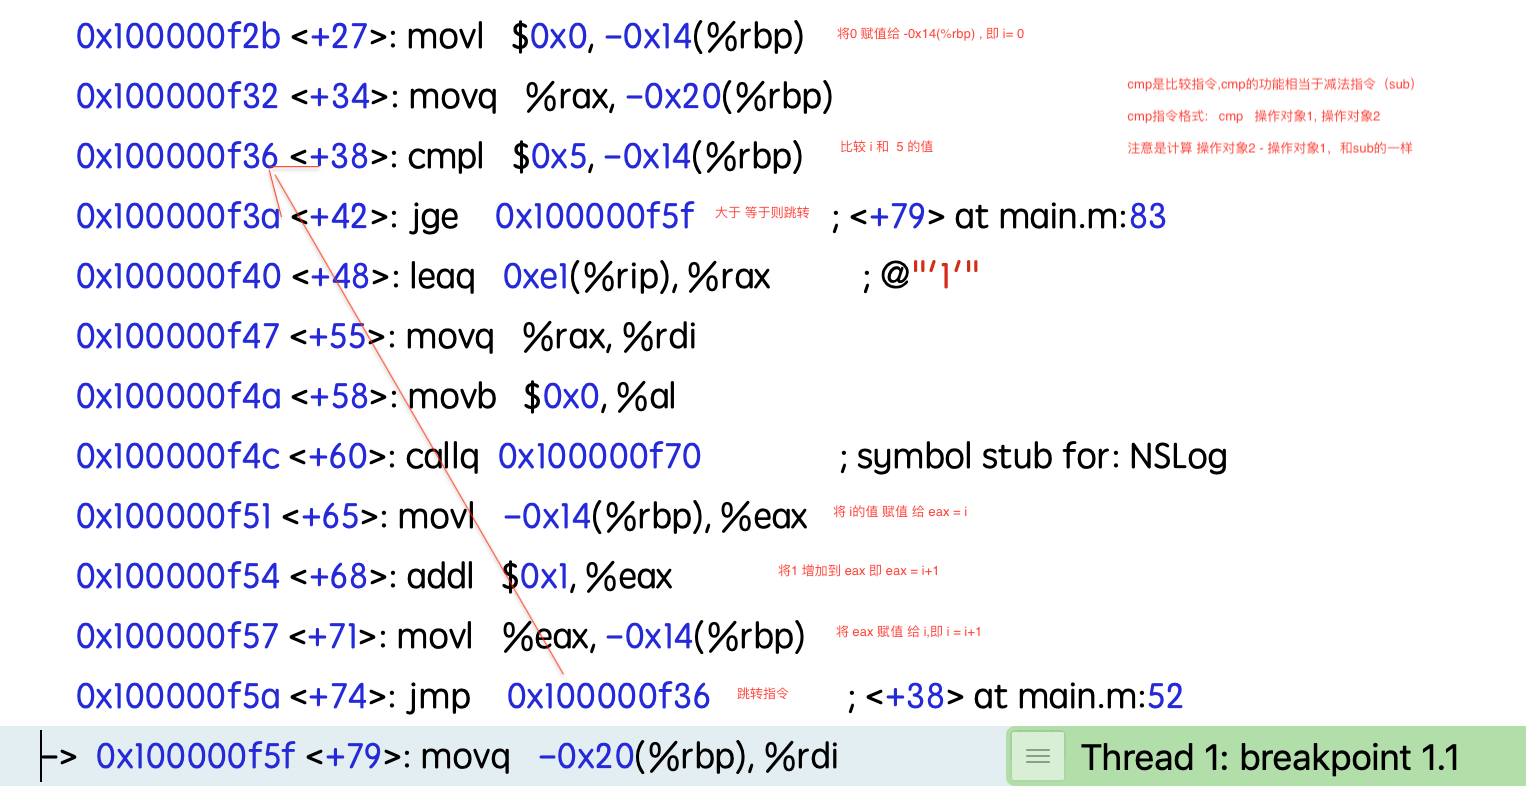 0x100000f2b <+27>: movl $0x0, -0x14(%rbp) 将0 赋值给 -0x14(%rbp) , 即 i= 0
0x100000f32 <+34>: movq %rax, -0x20(%rbp)
cmp是比较指令,cmp的功能相当于减法指令（sub）
cmp指令格式: cmp 操作对象1, 操作对象2
注意是计算 操作对象2 - 操作对象1，和sub的一样
0x100000f36 <+38>: cmpl $0x5, -0x14(%rbp) 比较 i 和 5 的值
0x100000f3a <+42>: jge 0x100000f5f 大于 等于则跳转 ; <+79> at main.m:83
0x100000f40 <+48>: leaq 0xe1(%rip), %rax ; @"'1'"
0x100000f47 <+55>: movq %rax, %rdi
0x100000f4a <+58>: movb $0x0, %al
0x100000f4c <+60>: callq 0x100000f70 ; symbol stub for: NSLog
0x100000f51 <+65>: movl -0x14(%rbp), %eax 将 i的值 赋值 给 eax = i
0x100000f54 <+68>: addl $0x1, %eax 将1 增加到 eax 即 eax = i+1
0x100000f57 <+71>: movl %eax, -0x14(%rbp) 将 eax 赋值 给 i,即 i = i+1
0x100000f5a <+74>: jmp 0x100000f36 跳转指令 ; <+38> at main.m:52
-> 0x100000f5f <+79>: movq -0x20(%rbp), %rdi Thread 1: breakpoint 1.1